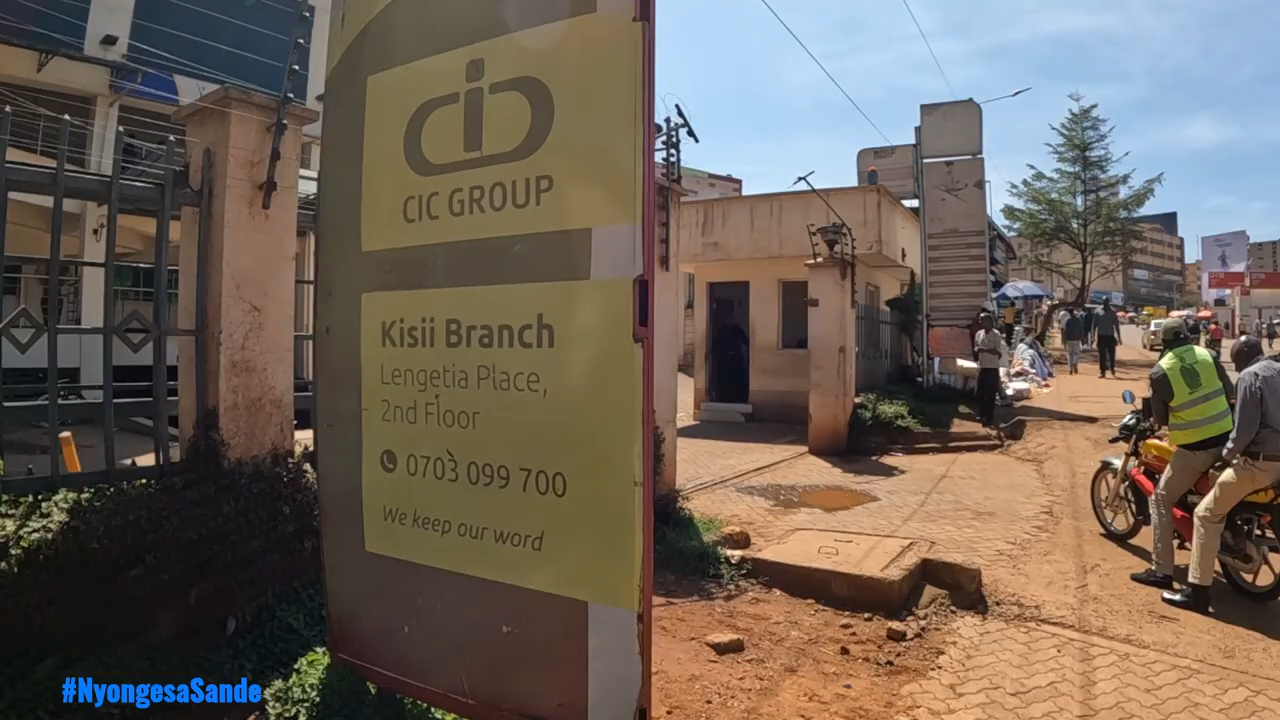 CIC GROUP
Kisii Branch
Lengetia Place,
2nd Floor
0703 099 700
We keep our word
#NyongesaSande